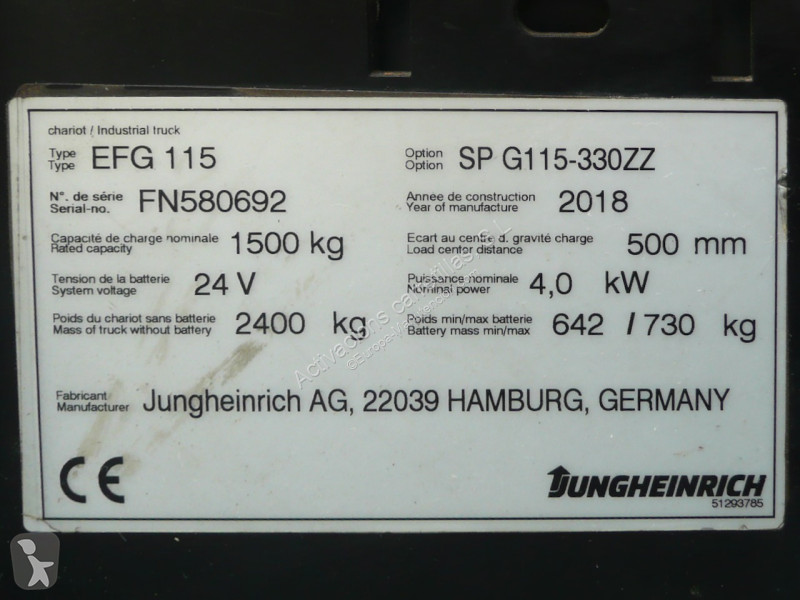 chariot / Industrial truck
Type
Type EFG 115
Option
Option SP G115-330ZZ
N°. de série
Serial-no. FN580692
Année de construction
Year of manufacture 2018
Capacité de charge nominale
Rated capacity 1500 kg
Ecart au centre d. gravité charge
Load center distance 500 mm
Tension de la batterie
System voltage 24 V
Puissance nominale
Nominal power 4,0 kW
Poids du chariot sans batterie
Mass of truck without battery 2400 kg
Poids min/max batterie
Battery mass min/max 642 / 730 kg
Fabricant
Manufacturer Jungheinrich AG, 22039 HAMBURG, GERMANY
CE
JUNGHEINRICH
51293785